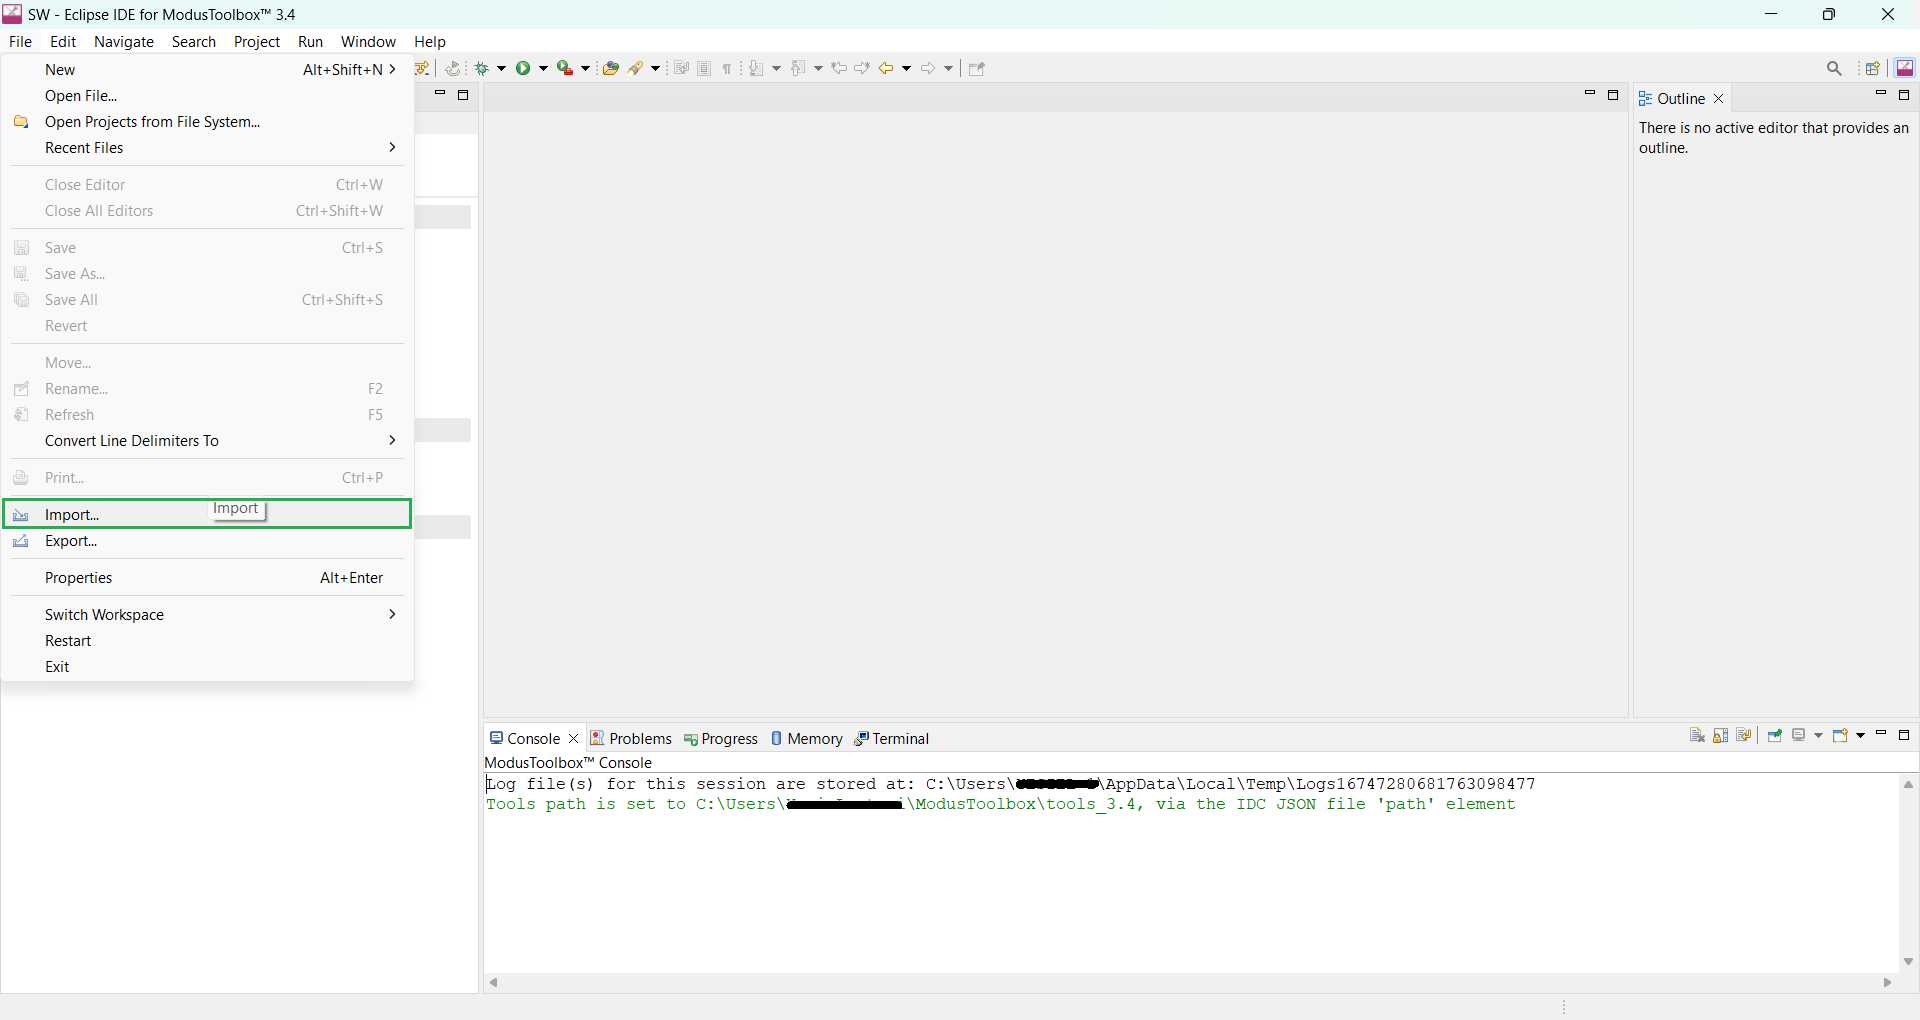 SW - Eclipse IDE for ModusToolbox™ 3.4
File Edit Navigate Search Project Run Window Help
New Alt+Shift+N
Open File...
Open Projects from File System...
Recent Files
Close Editor Ctrl+W
Close All Editors Ctrl+Shift+W
Save Ctrl+S
Save As...
Save All Ctrl+Shift+S
Revert
Move...
Rename... F2
Refresh F5
Convert Line Delimiters To
Print... Ctrl+P
Import... Import
Export...
Properties Alt+Enter
Switch Workspace
Restart
Exit
Outline
There is no active editor that provides an
outline.
Console Problems Progress Memory Terminal
ModusToolbox™ Console
Log file(s) for this session are stored at: C:\Users\ \AppData\Local\Temp\Logs16747280681763098477
Tools path is set to C:\Users\ \ModusToolbox\tools_3.4, via the IDC JSON file 'path' element